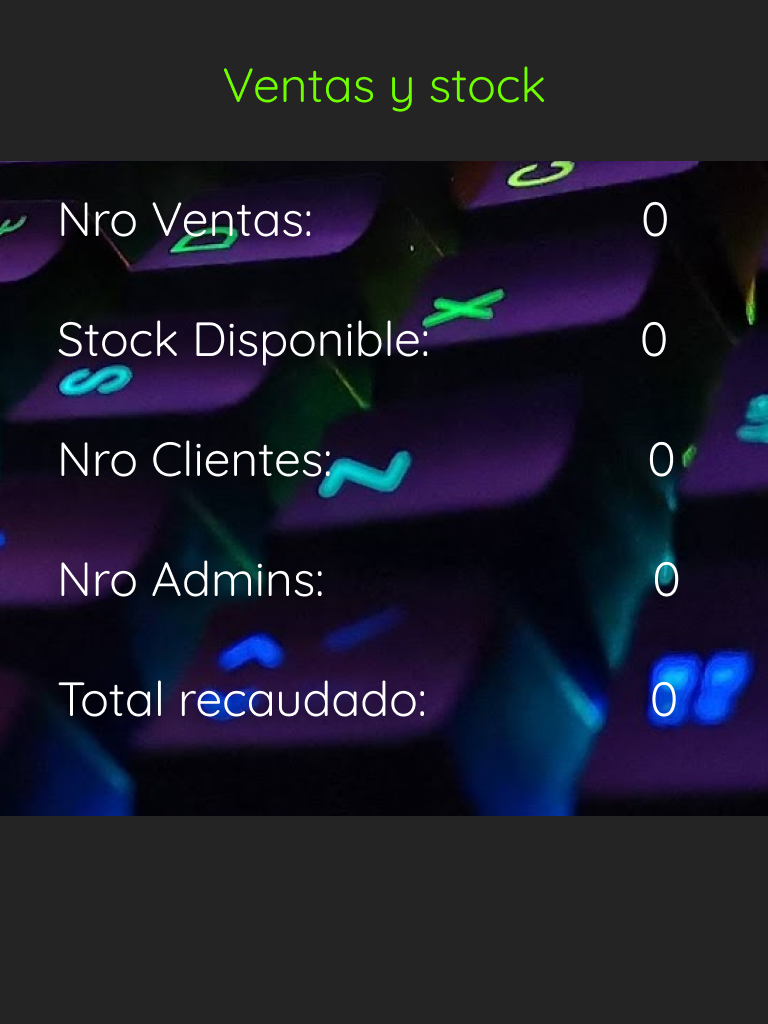 Ventas y stock
Nro Ventas: 0
Stock Disponible: 0
Nro Clientes: 0
Nro Admins: 0
Total recaudado: 0
C
D
X
S
Z